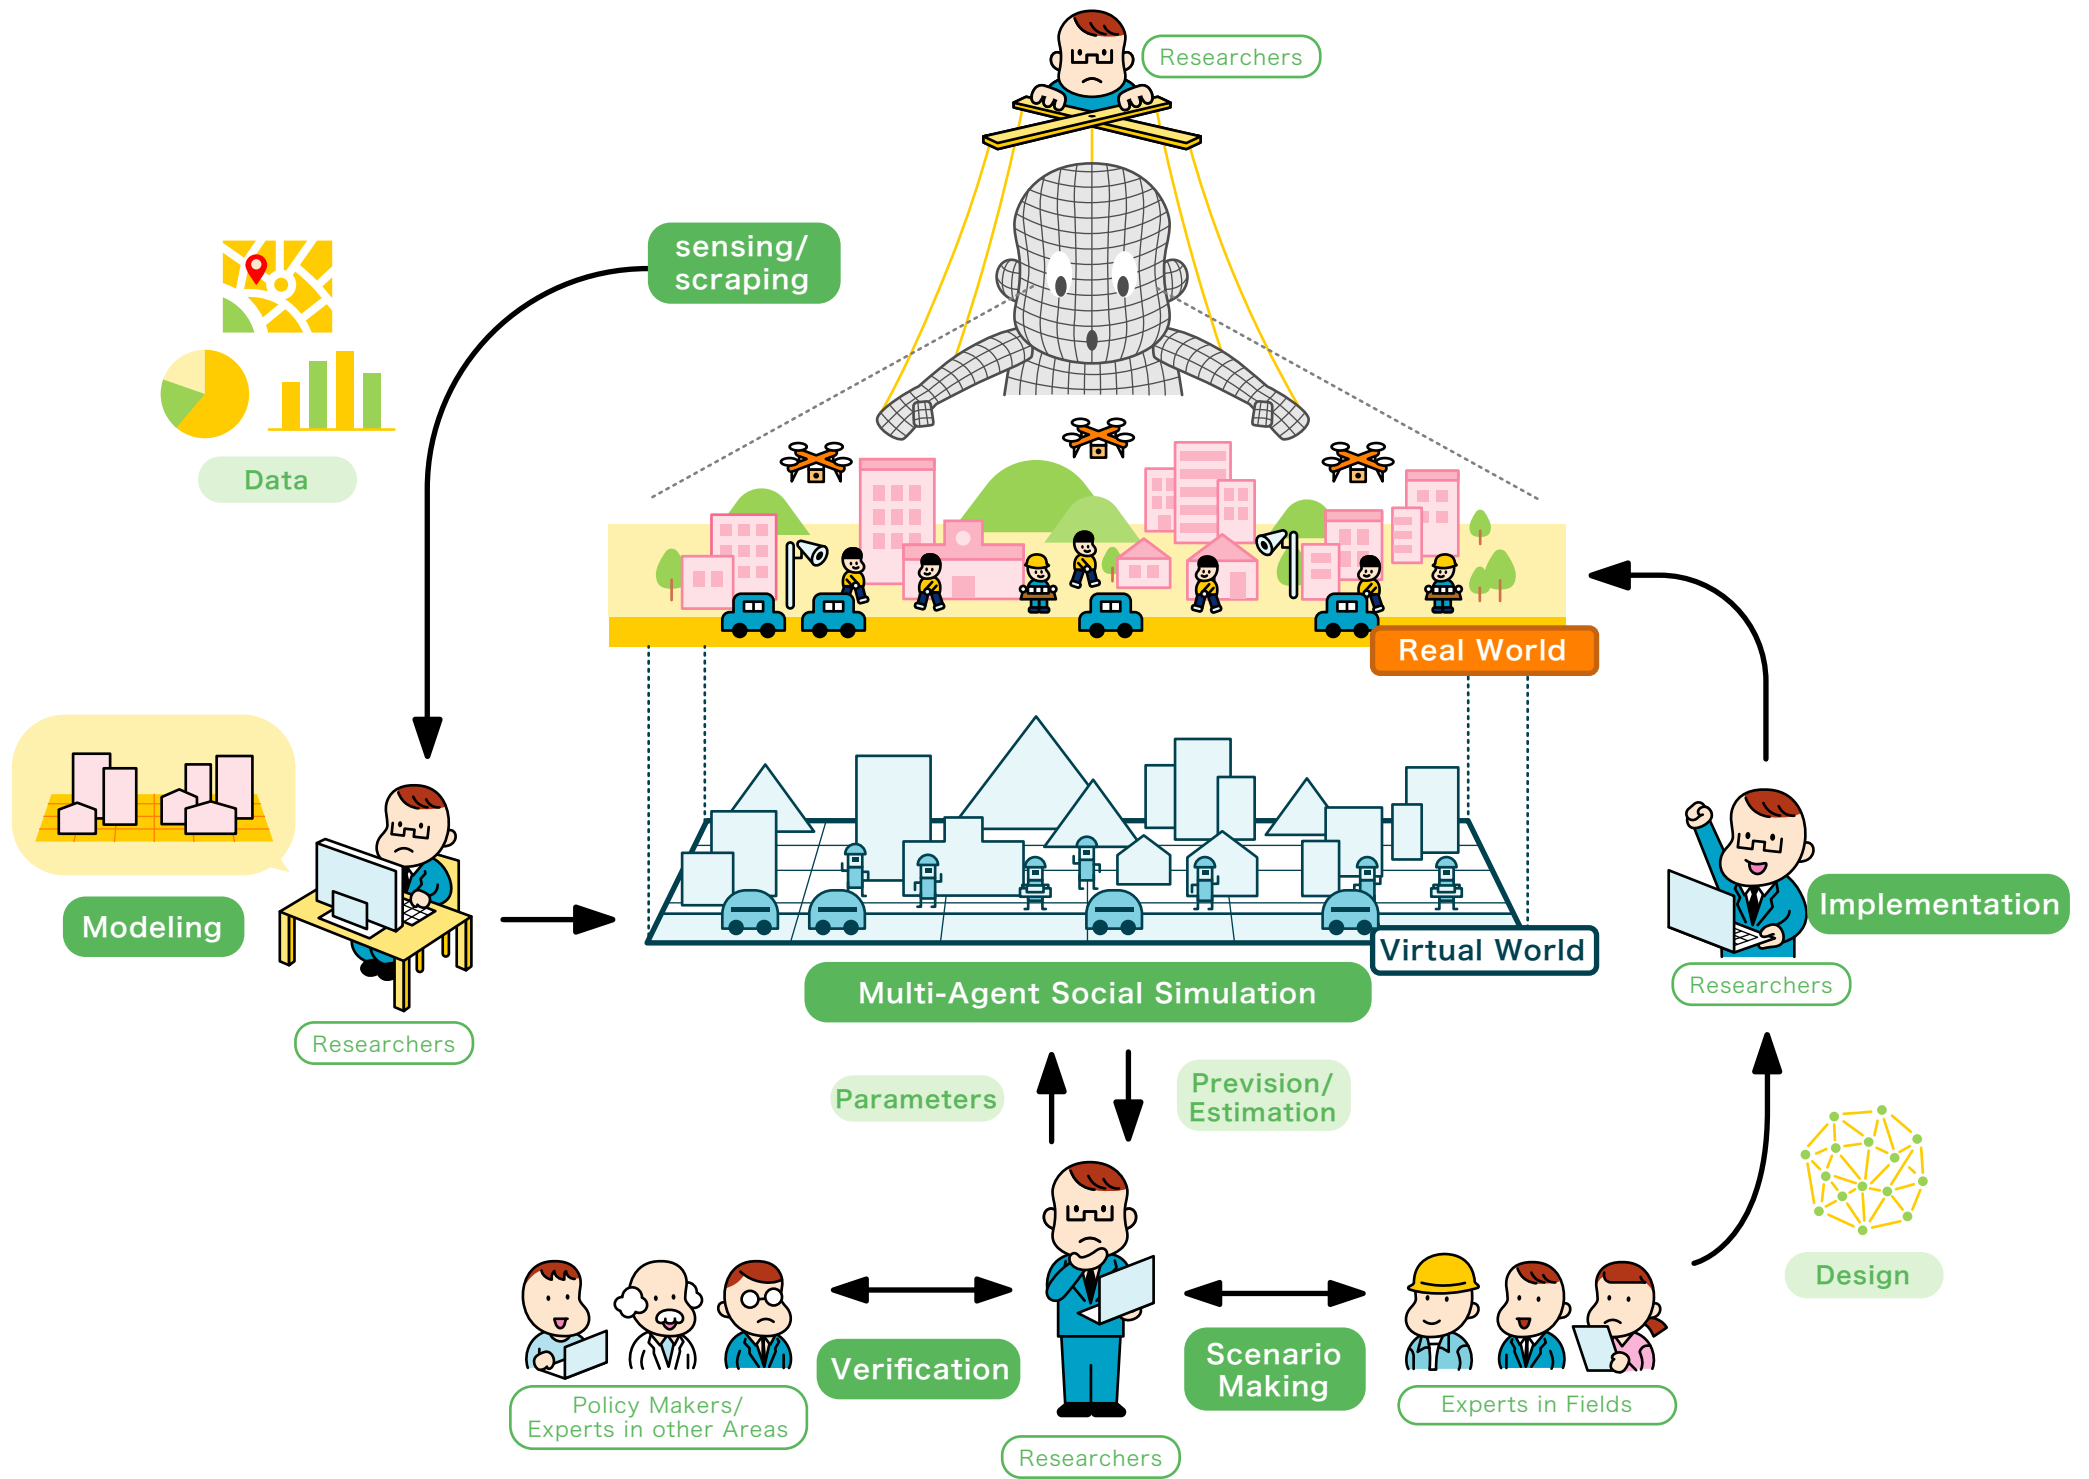 Researchers
sensing/
scraping
Data
Real World
Modeling
Implementation
Virtual World
Researchers
Multi-Agent Social Simulation
Researchers
Parameters
Prevision/
Estimation
Design
Verification
Scenario
Making
Policy Makers/
Experts in other Areas
Experts in Fields
Researchers